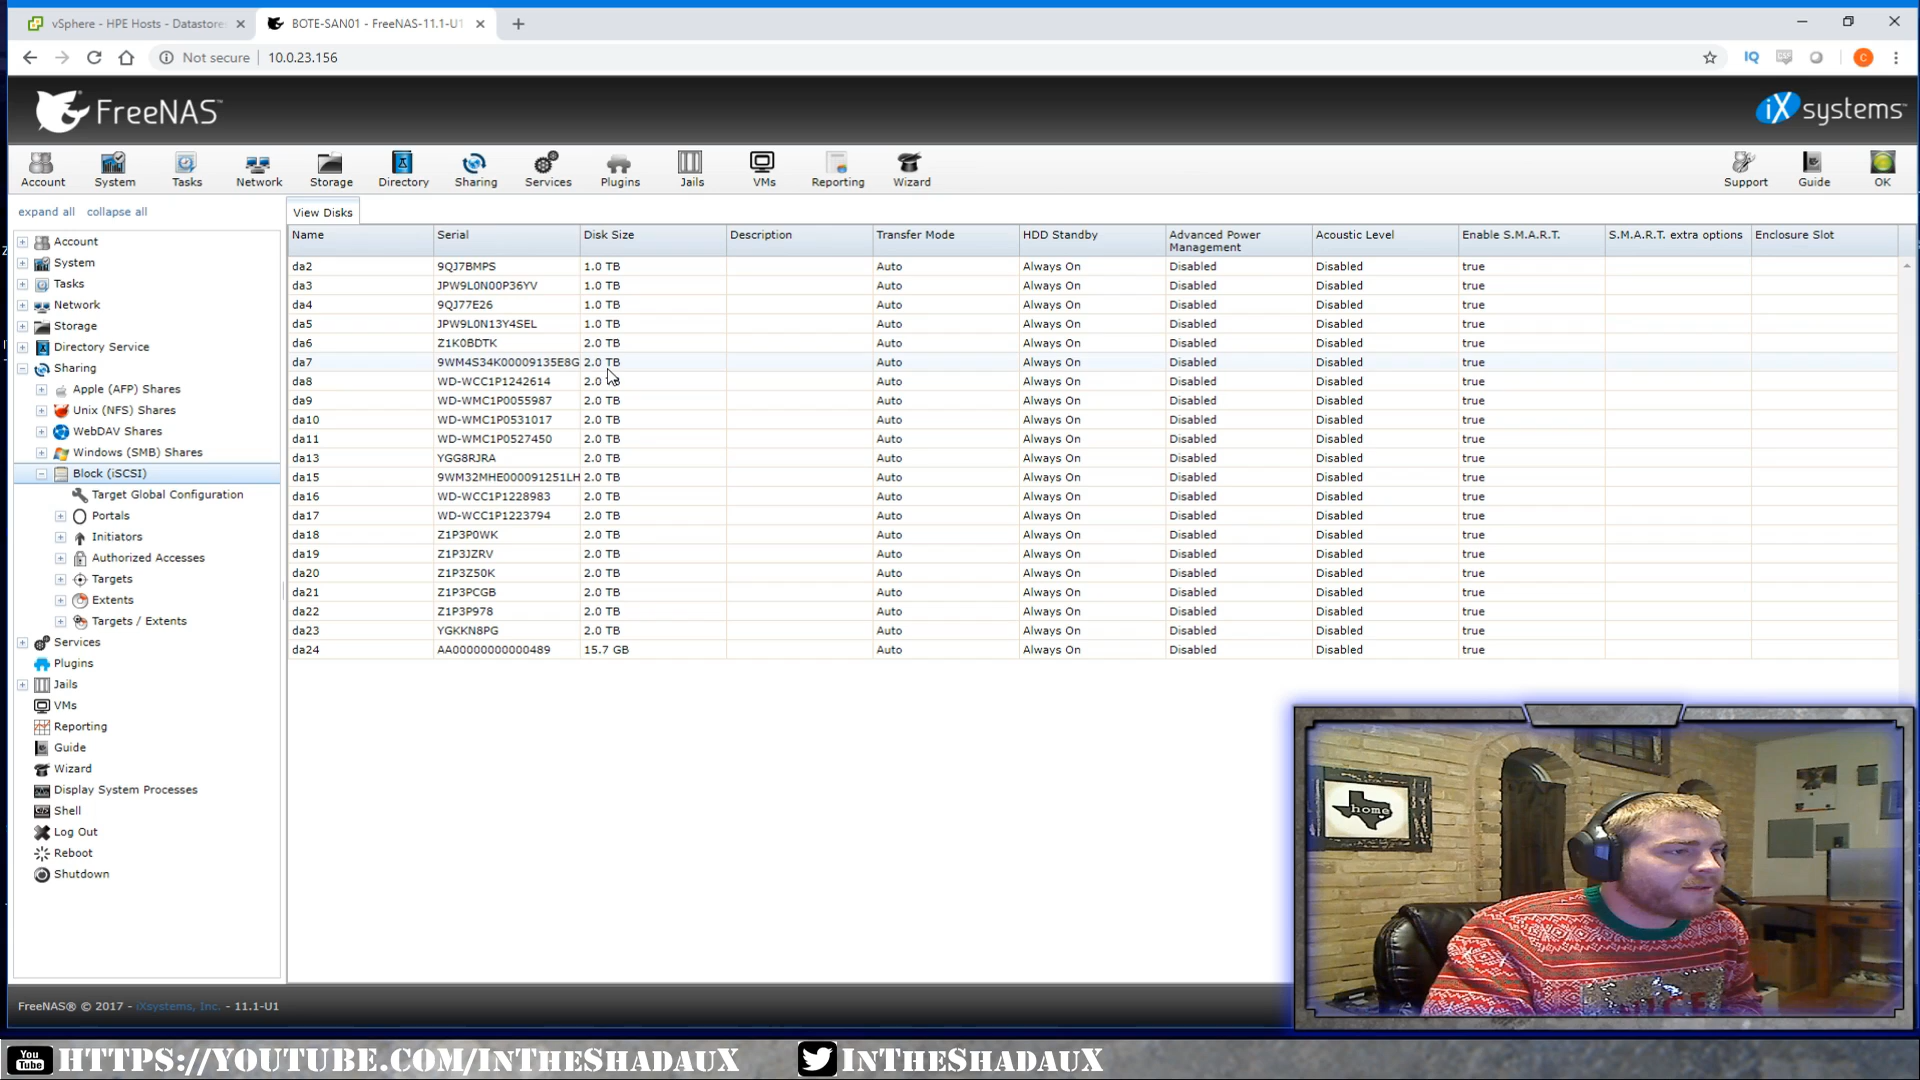 vSphere - HPE Hosts - Datastore
BOTE-SAN01 - FreeNAS-11.1-U1
Not secure | 10.0.23.156
IQ
C
FreeNAS™
iXsystems™
Account System Tasks Network Storage Directory Sharing Services Plugins Jails VMs Reporting Wizard Support Guide OK
expand all collapse all
View Disks
Account
System
Tasks
Network
Storage
Directory Service
Sharing
Apple (AFP) Shares
Unix (NFS) Shares
WebDAV Shares
Windows (SMB) Shares
Block (iSCSI)
Target Global Configuration
Portals
Initiators
Authorized Accesses
Targets
Extents
Targets / Extents
Services
Plugins
Jails
VMs
Reporting
Guide
Wizard
Display System Processes
Shell
Log Out
Reboot
Shutdown
Name Serial Disk Size Description Transfer Mode HDD Standby Advanced Power Management Acoustic Level Enable S.M.A.R.T. S.M.A.R.T. extra options Enclosure Slot
da2 9QJ7BMPS 1.0 TB Auto Always On Disabled Disabled true
da3 JPW9L0N00P36YV 1.0 TB Auto Always On Disabled Disabled true
da4 9QJ77E26 1.0 TB Auto Always On Disabled Disabled true
da5 JPW9L0N13Y4SEL 1.0 TB Auto Always On Disabled Disabled true
da6 Z1K0BDTK 2.0 TB Auto Always On Disabled Disabled true
da7 9WM4S34K00009135E8G 2.0 TB Auto Always On Disabled Disabled true
da8 WD-WCC1P1242614 2.0 TB Auto Always On Disabled Disabled true
da9 WD-WMC1P0055987 2.0 TB Auto Always On Disabled Disabled true
da10 WD-WMC1P0531017 2.0 TB Auto Always On Disabled Disabled true
da11 WD-WMC1P0527450 2.0 TB Auto Always On Disabled Disabled true
da13 YGG8RJRA 2.0 TB Auto Always On Disabled Disabled true
da15 9WM32MHE000091251LH 2.0 TB Auto Always On Disabled Disabled true
da16 WD-WCC1P1228983 2.0 TB Auto Always On Disabled Disabled true
da17 WD-WCC1P1223794 2.0 TB Auto Always On Disabled Disabled true
da18 Z1P3P0WK 2.0 TB Auto Always On Disabled Disabled true
da19 Z1P3JZRV 2.0 TB Auto Always On Disabled Disabled true
da20 Z1P3Z50K 2.0 TB Auto Always On Disabled Disabled true
da21 Z1P3PCGB 2.0 TB Auto Always On Disabled Disabled true
da22 Z1P3P978 2.0 TB Auto Always On Disabled Disabled true
da23 YGKKN8PG 2.0 TB Auto Always On Disabled Disabled true
da24 AA00000000000489 15.7 GB Auto Always On Disabled Disabled true
home
FreeNAS® © 2017 - iXsystems, Inc. - 11.1-U1
You Tube HTTPS://YOUTUBE.COM/INTHESHADAUX INTHESHADAUX